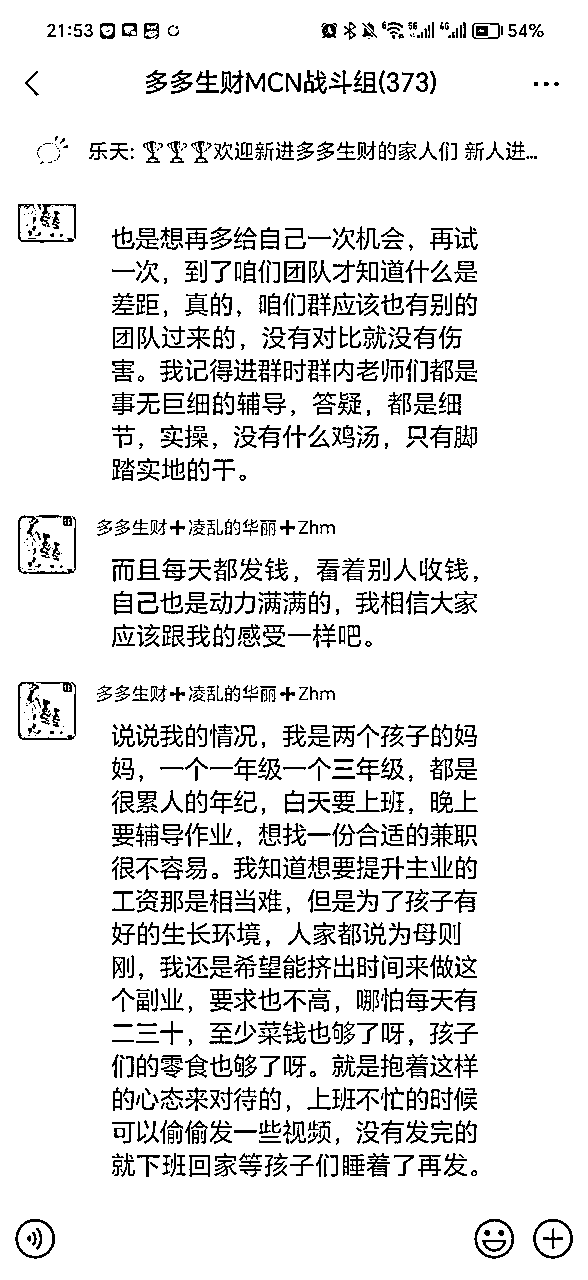 21:53
54%
多多生财MCN战斗组(373)
乐天: 🏆🏆🏆欢迎新进多多生财的家人们 新人进...
也是想再多给自己一次机会，再试
一次，到了咱们团队才知道什么是
差距，真的，咱们群应该也有别的
团队过来的，没有对比就没有伤
害。我记得进群时群内老师们都是
事无巨细的辅导，答疑，都是细
节，实操，没有什么鸡汤，只有脚
踏实地的干。
多多生财➕凌乱的华丽➕Zhm
而且每天都发钱，看着别人收钱，
自己也是动力满满的，我相信大家
应该跟我的感受一样吧。
多多生财➕凌乱的华丽➕Zhm
说说我的情况，我是两个孩子的妈
妈，一个一年级一个三年级，都是
很累人的年纪，白天要上班，晚上
要辅导作业，想找一份合适的兼职
很不容易。我知道想要提升主业的
工资那是相当难，但是为了孩子有
好的生长环境，人家都说为母则
刚，我还是希望能挤出时间来做这
个副业，要求也不高，哪怕每天有
二三十，至少菜钱也够了呀，孩子
们的零食也够了呀。就是抱着这样
的心态来对待的，上班不忙的时候
可以偷偷发一些视频，没有发完的
就下班回家等孩子们睡着了再发。